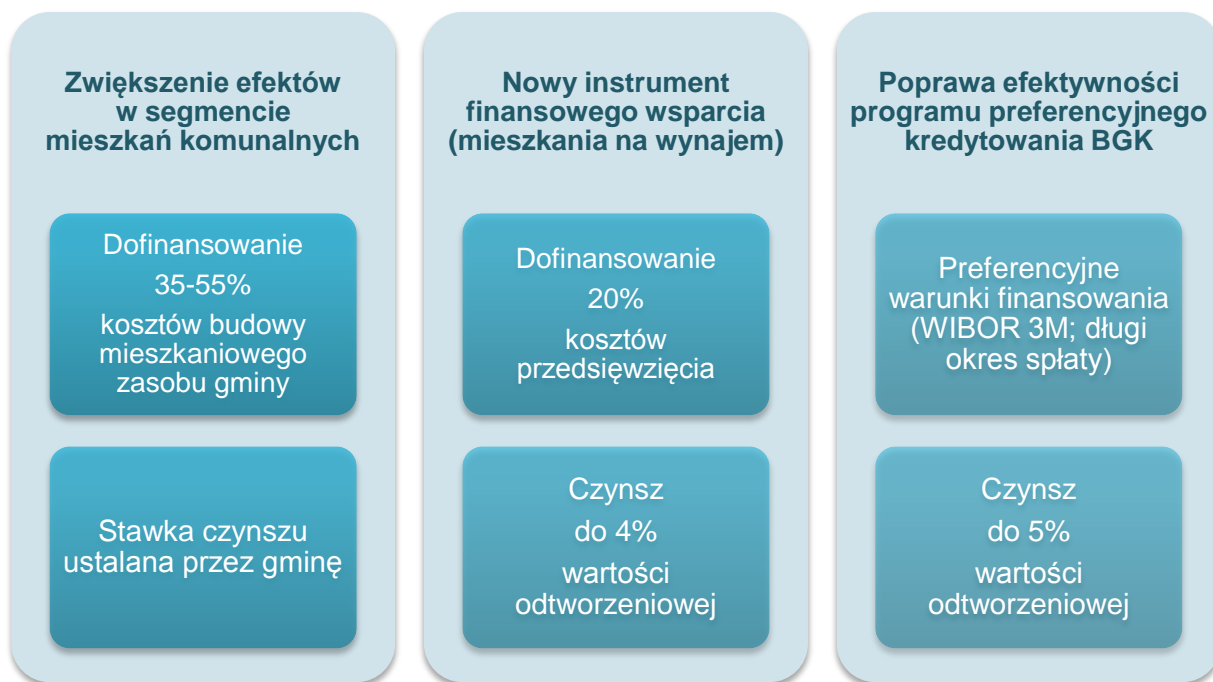 Zwiększenie efektów
w segmencie
mieszkań komunalnych
Dofinansowanie
35-55%
kosztów budowy
mieszkaniowego
zasobu gminy
Stawka czynszu
ustalana przez gminę
Nowy instrument
finansowego wsparcia
(mieszkania na wynajem)
Dofinansowanie
20%
kosztów
przedsięwzięcia
Czynsz
do 4%
wartości
odtworzeniowej
Poprawa efektywności
programu preferencyjnego
kredytowania BGK
Preferencyjne
warunki finansowania
(WIBOR 3M; długi
okres spłaty)
Czynsz
do 5%
wartości
odtworzeniowej